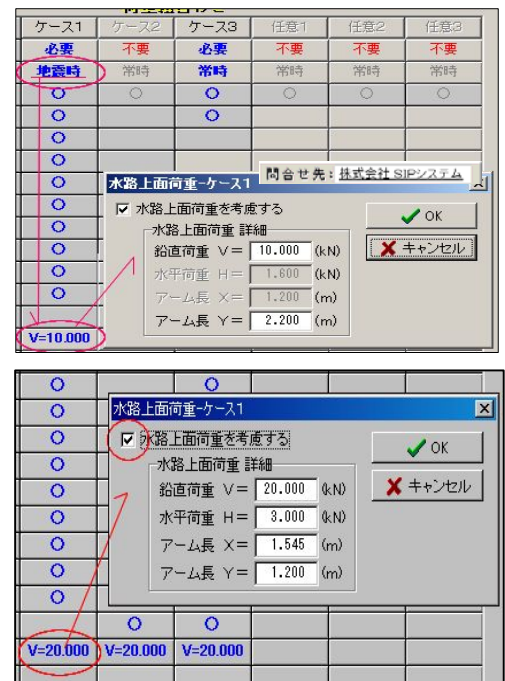 ケース1 ケース2 ケース3 任意1 任意2 任意3
必要 不要 必要 不要 不要 不要
地震時 常時 常時 常時 常時 常時
○ ○ ○ ○ ○ ○
○ ○
○
○
○
○
○
○
○
○
V=10.000
問合せ先：株式会社 SIPシステム
水路上面荷重-ケース1
水路上面荷重を考慮する
OK
キャンセル
水路上面荷重 詳細
鉛直荷重 V= 10.000 (kN)
水平荷重 H= 1.600 (kN)
アーム長 X= 1.200 (m)
アーム長 Y= 2.200 (m)
○ ○
○
○
○
○
○
○
○
○
○ ○
V=20.000 V=20.000 V=20.000
水路上面荷重-ケース1
水路上面荷重を考慮する
OK
キャンセル
水路上面荷重 詳細
鉛直荷重 V= 20.000 (kN)
水平荷重 H= 3.000 (kN)
アーム長 X= 1.545 (m)
アーム長 Y= 1.200 (m)